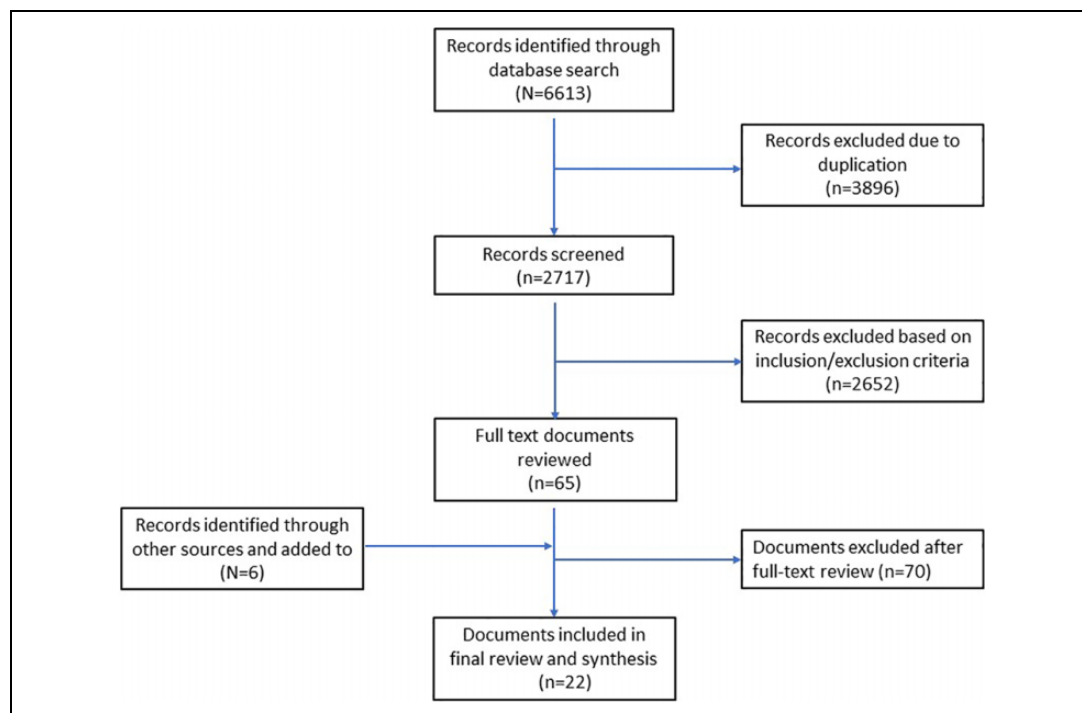 Records identified through
database search
(N=6613)
Records excluded due to
duplication
(n=3896)
Records screened
(n=2717)
Records excluded based on
inclusion/exclusion criteria
(n=2652)
Full text documents
reviewed
(n=65)
Records identified through
other sources and added to
(N=6)
Documents excluded after
full-text review (n=70)
Documents included in
final review and synthesis
(n=22)